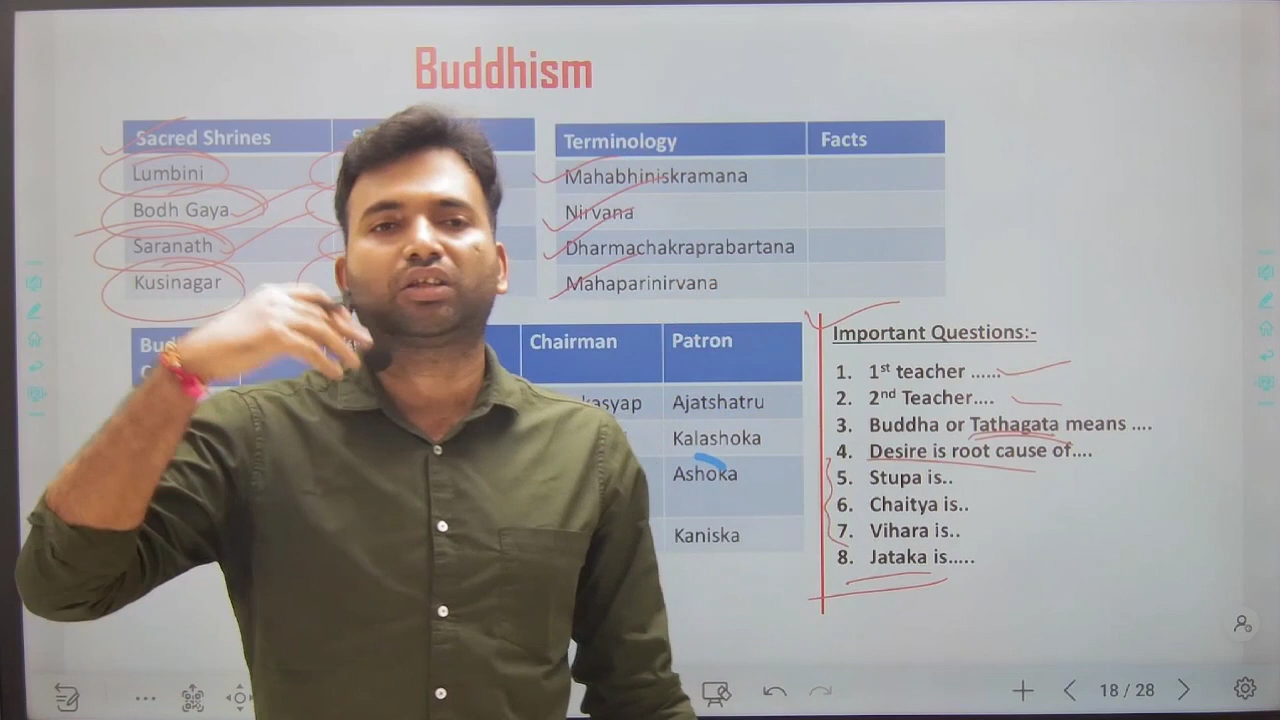 Buddhism
Sacred Shrines
Lumbini
Bodh Gaya
Saranath
Kusinagar
Terminology Facts
Mahabhiniskramana
Nirvana
Dharmachakraprabartana
Mahaparinirvana
Chairman Patron
Ajatshatru
Kalashoka
Ashoka
Kaniska
Important Questions:-
1. 1st teacher ......
2. 2nd Teacher....
3. Buddha or Tathagata means ....
4. Desire is root cause of....
5. Stupa is..
6. Chaitya is..
7. Vihara is..
8. Jataka is.....
18 / 28